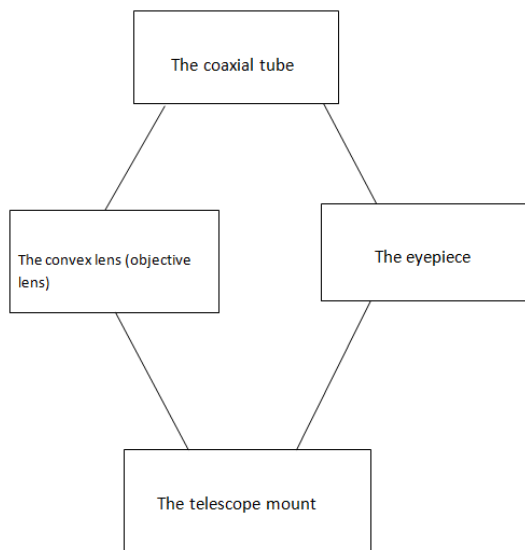 The coaxial tube
The convex lens (objective
lens)
The eyepiece
The telescope mount